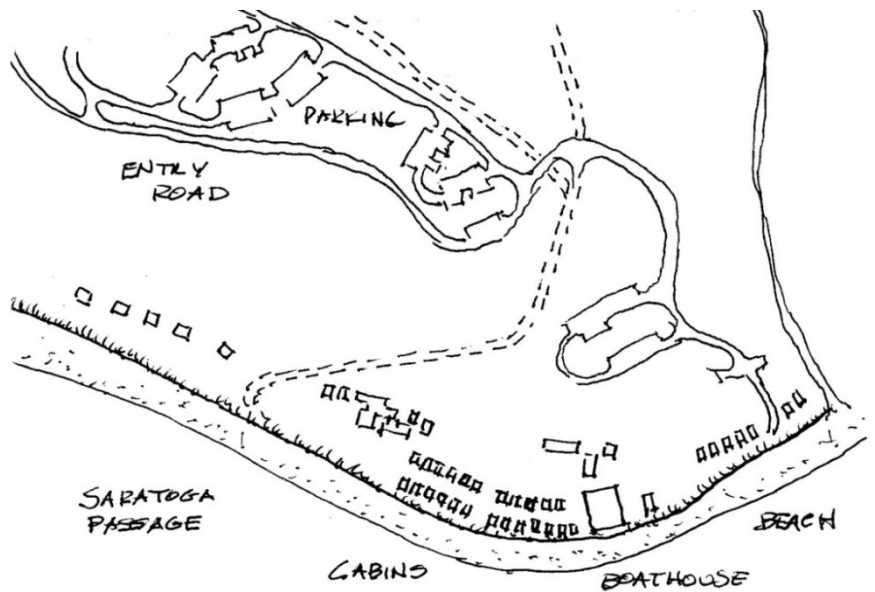 PARKING
ENTRY
ROAD
SARATOGA
PASSAGE
BEACH
CABINS
BOATHOUSE